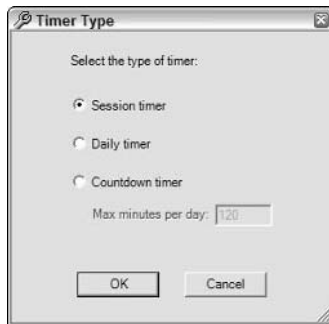 Timer Type
Select the type of timer:
Session timer
Daily timer
Countdown timer
Max minutes per day: 120
OK Cancel